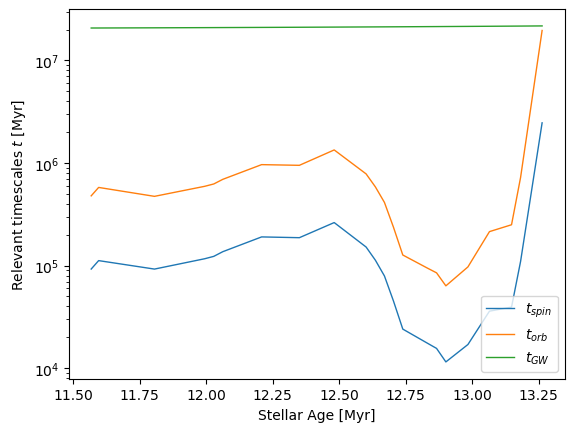 Relevant timescales t [Myr]
10^7
10^6
10^5
10^4
t_spin
t_orb
t_GW
11.50 11.75 12.00 12.25 12.50 12.75 13.00 13.25
Stellar Age [Myr]